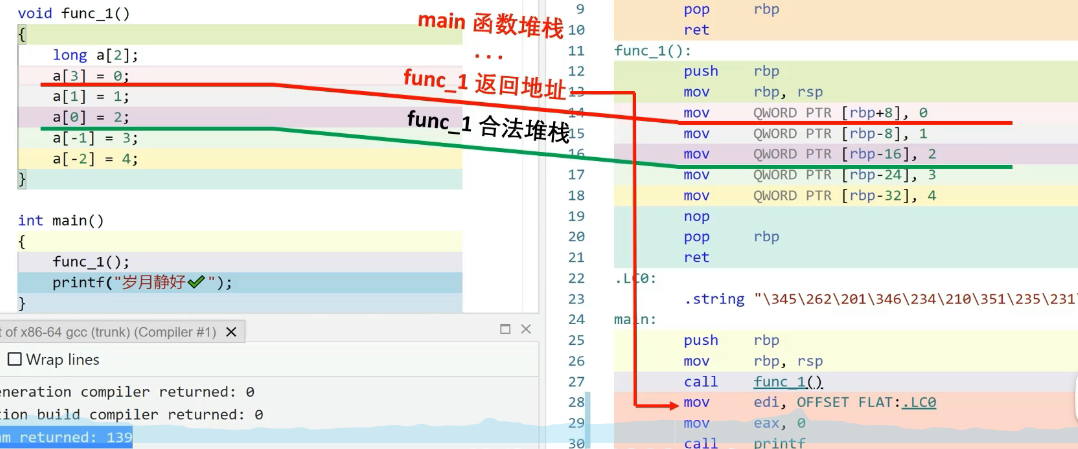 void func_1()
{
long a[2];
a[3] = 0;
a[1] = 1;
a[0] = 2;
a[-1] = 3;
a[-2] = 4;
}
int main()
{
func_1();
printf("岁月静好✔");
}
main 函数堆栈
...
func_1 返回地址
func_1 合法堆栈
9 pop rbp
10 ret
11 func_1():
12 push rbp
13 mov rbp, rsp
14 mov QWORD PTR [rbp+8], 0
15 mov QWORD PTR [rbp-8], 1
16 mov QWORD PTR [rbp-16], 2
17 mov QWORD PTR [rbp-24], 3
18 mov QWORD PTR [rbp-32], 4
19 nop
20 pop rbp
21 ret
22 .LC0:
23 .string "\345\262\201\346\234\210\351\235\231\
24 main:
25 push rbp
26 mov rbp, rsp
27 call func_1()
28 mov edi, OFFSET FLAT:.LC0
29 mov eax, 0
30 call printf
t of x86-64 gcc (trunk) (Compiler #1)
Wrap lines
eneration compiler returned: 0
tion build compiler returned: 0
am returned: 139